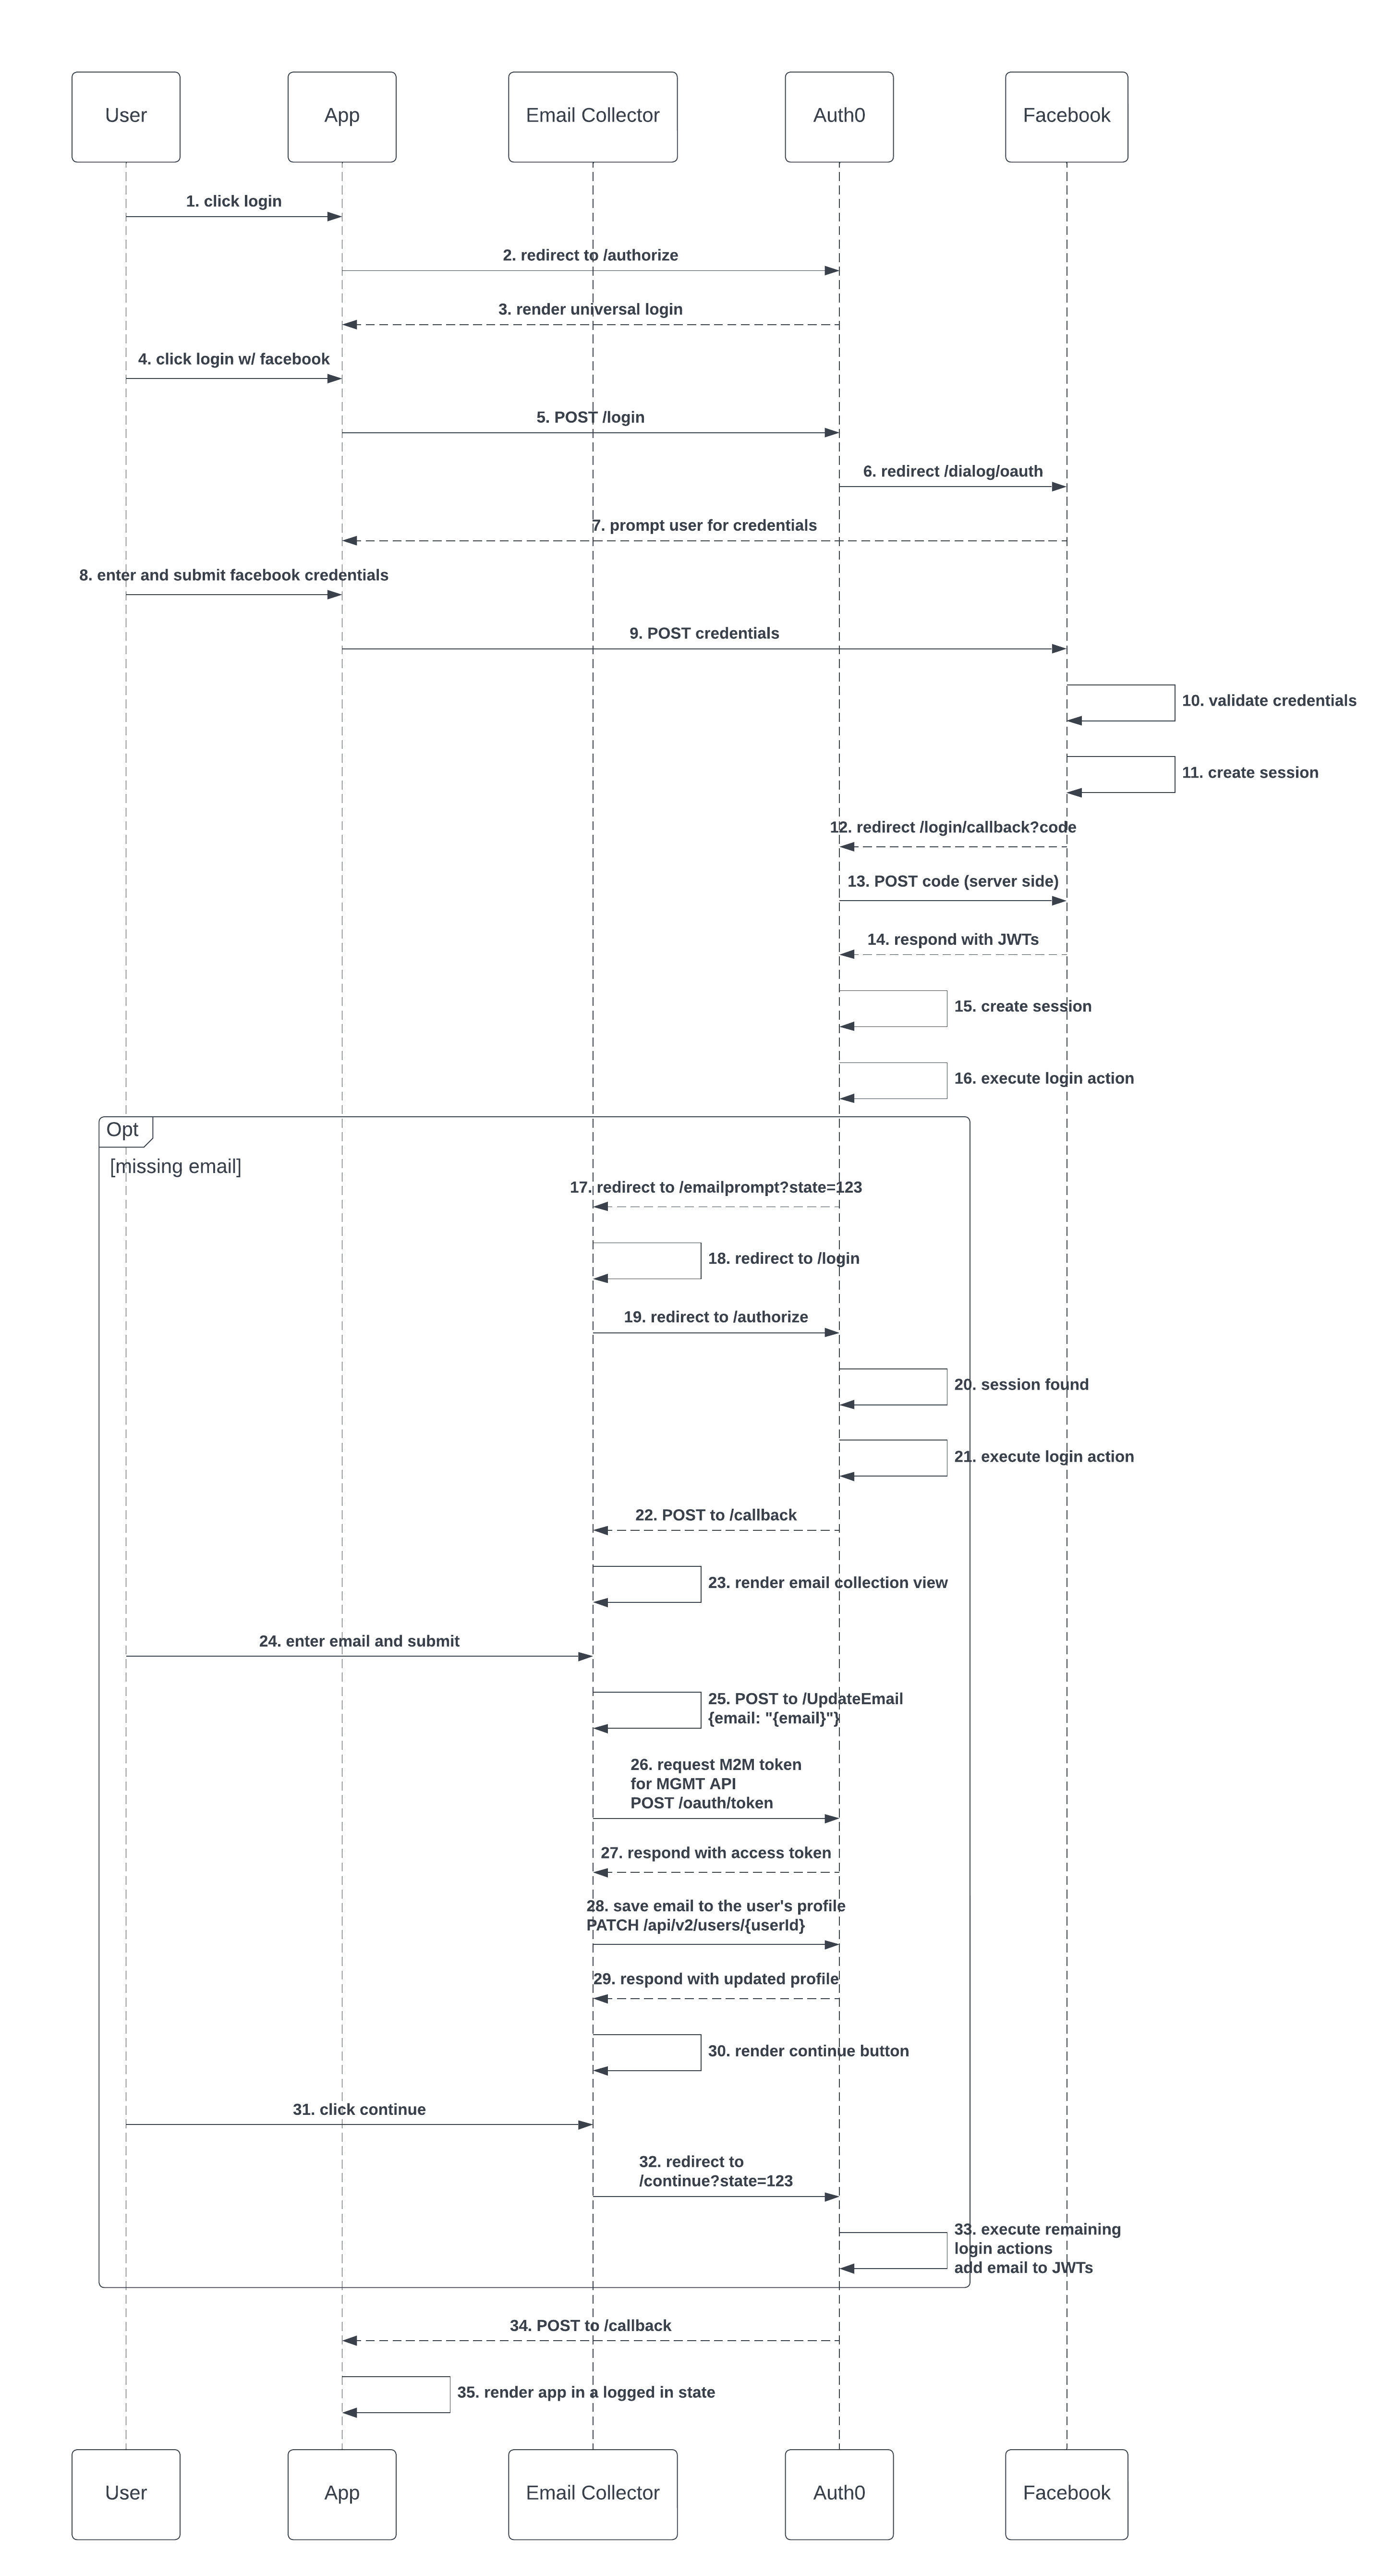 User
App
Email Collector
Auth0
Facebook
1. click login
2. redirect to /authorize
3. render universal login
4. click login w/ facebook
5. POST /login
6. redirect /dialog/oauth
7. prompt user for credentials
8. enter and submit facebook credentials
9. POST credentials
10. validate credentials
11. create session
12. redirect /login/callback?code
13. POST code (server side)
14. respond with JWTs
15. create session
16. execute login action
Opt
[missing email]
17. redirect to /emailprompt?state=123
18. redirect to /login
19. redirect to /authorize
20. session found
21. execute login action
22. POST to /callback
23. render email collection view
24. enter email and submit
25. POST to /UpdateEmail
{email: "{email}"}
26. request M2M token
for MGMT API
POST /oauth/token
27. respond with access token
28. save email to the user's profile
PATCH /api/v2/users/{userId}
29. respond with updated profile
30. render continue button
31. click continue
32. redirect to
/continue?state=123
33. execute remaining
login actions
add email to JWTs
34. POST to /callback
35. render app in a logged in state
User
App
Email Collector
Auth0
Facebook